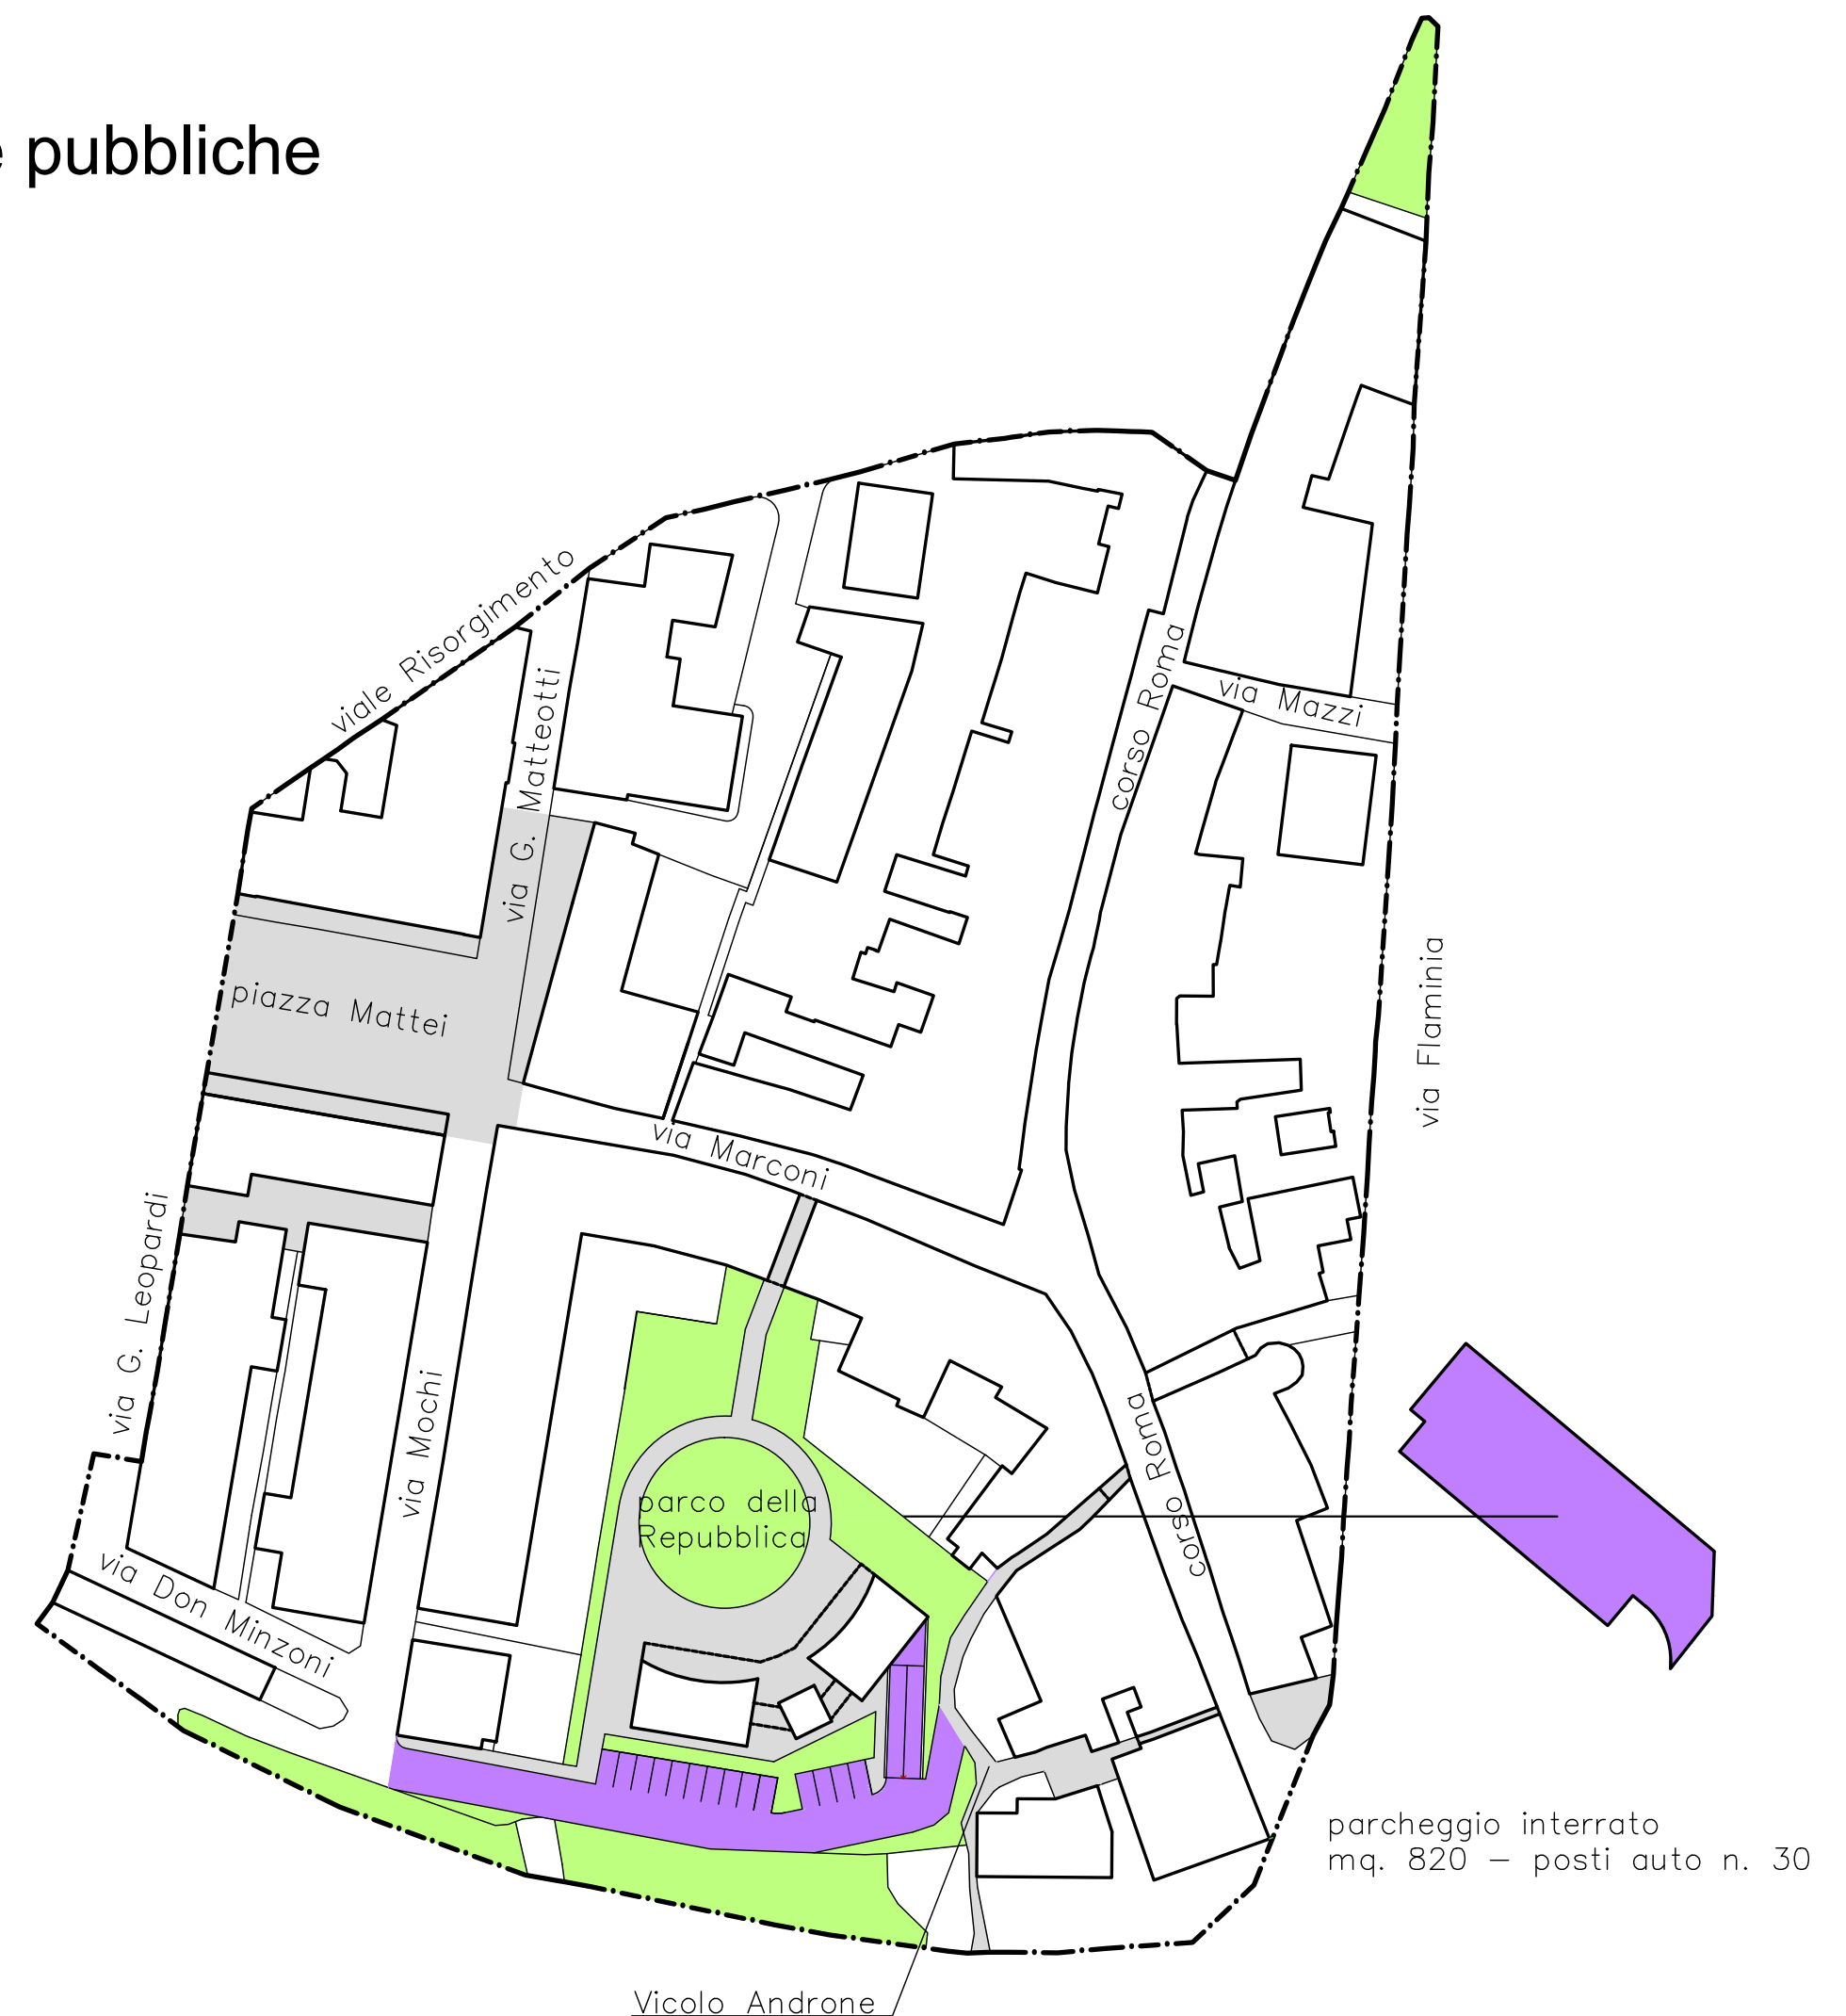 pubbliche
viale Risorgimento
via G. Matteotti
corso Roma
via Mazzi
piazza Mattei
via Flaminia
via Marconi
via G. Leopardi
via Mochi
corso Roma
parco della
Repubblica
via Don Minzoni
parcheggio interrato
mq. 820 – posti auto n. 30
Vicolo Androne